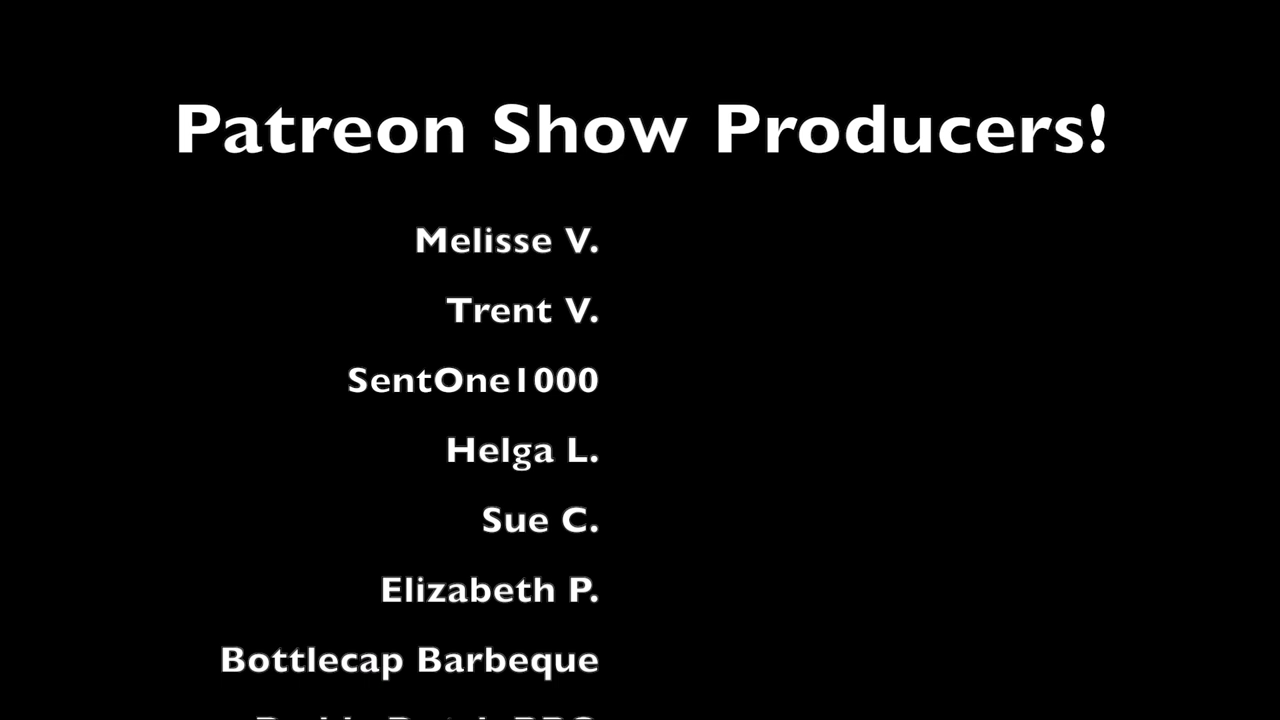 Patreon Show Producers!
Melisse V.
Trent V.
SentOne1000
Helga L.
Sue C.
Elizabeth P.
Bottlecap Barbeque